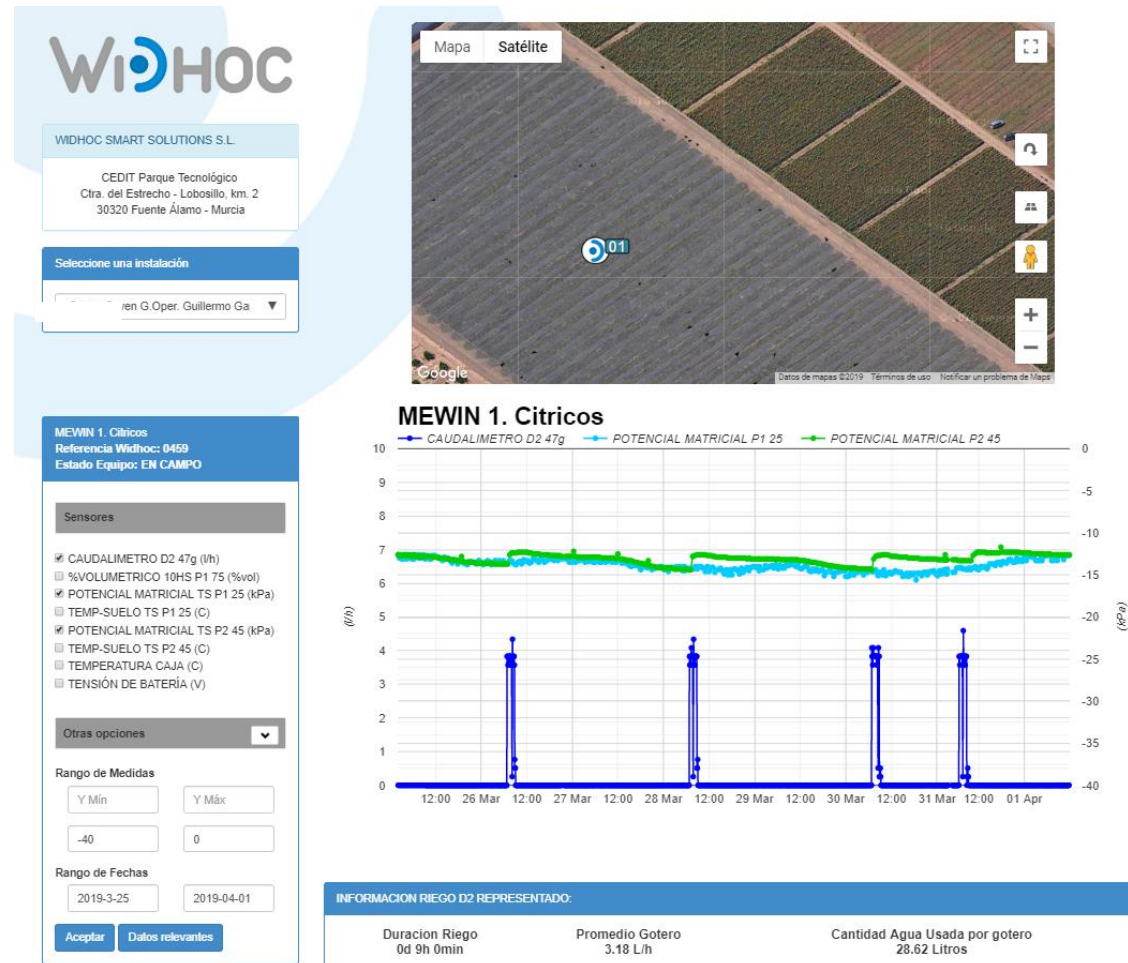 WIDHOC
WIDHOC SMART SOLUTIONS S.L.
CEDIT Parque Tecnológico
Ctra. del Estrecho - Lobosillo, km. 2
30320 Fuente Álamo - Murcia
Seleccione una instalación
ven G.Oper. Guillermo Ga
Mapa Satélite
01
Google
Datos de mapas ©2019 Términos de uso Notificar un problema de Maps
MEWIN 1. Citricos
Referencia Widhoc: 0459
Estado Equipo: EN CAMPO
Sensores
CAUDALIMETRO D2 47g (l/h)
%VOLUMETRICO 10HS P1 75 (%vol)
POTENCIAL MATRICIAL TS P1 25 (kPa)
TEMP-SUELO TS P1 25 (C)
POTENCIAL MATRICIAL TS P2 45 (kPa)
TEMP-SUELO TS P2 45 (C)
TEMPERATURA CAJA (C)
TENSIÓN DE BATERÍA (V)
Otras opciones
Rango de Medidas
Y Mín Y Máx
-40 0
Rango de Fechas
2019-3-25 2019-04-01
Aceptar Datos relevantes
MEWIN 1. Citricos
CAUDALIMETRO D2 47g POTENCIAL MATRICIAL P1 25 POTENCIAL MATRICIAL P2 45
10 0
9
-5
8
-10
7
-15
6
5 -20
(l/h) (kPa)
4
-25
3
-30
2
-35
1
0 -40
12:00 26 Mar 12:00 27 Mar 12:00 28 Mar 12:00 29 Mar 12:00 30 Mar 12:00 31 Mar 12:00 01 Apr
INFORMACION RIEGO D2 REPRESENTADO:
Duracion Riego Promedio Gotero Cantidad Agua Usada por gotero
0d 9h 0min 3.18 L/h 28.62 Litros